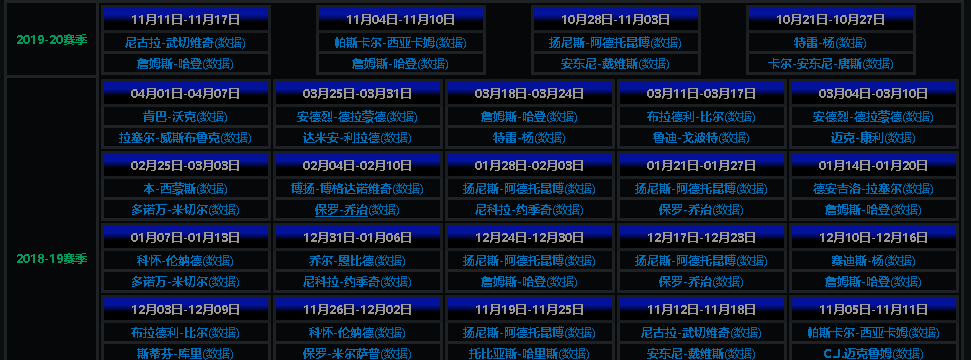 2019-20赛季
11月11日-11月17日 11月04日-11月10日 10月28日-11月03日 10月21日-10月27日
尼古拉-武切维奇(数据) 帕斯卡尔-西亚卡姆(数据) 扬尼斯-阿德托昆博(数据) 特雷-杨(数据)
詹姆斯-哈登(数据) 詹姆斯-哈登(数据) 安东尼-戴维斯(数据) 卡尔-安东尼-唐斯(数据)
2018-19赛季
04月01日-04月07日 03月25日-03月31日 03月18日-03月24日 03月11日-03月17日 03月04日-03月10日
肯巴-沃克(数据) 安德烈-德拉蒙德(数据) 詹姆斯-哈登(数据) 布拉德利-比尔(数据) 安德烈-德拉蒙德(数据)
拉塞尔-威斯布鲁克(数据) 达米安-利拉德(数据) 特雷-杨(数据) 鲁迪-戈波特(数据) 迈克-康利(数据)
02月25日-03月03日 02月04日-02月10日 01月28日-02月03日 01月21日-01月27日 01月14日-01月20日
本-西蒙斯(数据) 博扬-博格达诺维奇(数据) 扬尼斯-阿德托昆博(数据) 扬尼斯-阿德托昆博(数据) 德安吉洛-拉塞尔(数据)
多诺万-米切尔(数据) 保罗-乔治(数据) 尼科拉-约季奇(数据) 保罗-乔治(数据) 詹姆斯-哈登(数据)
01月07日-01月13日 12月31日-01月06日 12月24日-12月30日 12月17日-12月23日 12月10日-12月16日
科怀-伦纳德(数据) 乔尔-恩比德(数据) 扬尼斯-阿德托昆博(数据) 扬尼斯-阿德托昆博(数据) 赛迪斯-杨(数据)
多诺万-米切尔(数据) 尼科拉-约季奇(数据) 詹姆斯-哈登(数据) 保罗-乔治(数据) 詹姆斯-哈登(数据)
12月03日-12月09日 11月26日-12月02日 11月19日-11月25日 11月12日-11月18日 11月05日-11月11日
布拉德利-比尔(数据) 科怀-伦纳德(数据) 扬尼斯-阿德托昆博(数据) 尼古拉-武切维奇(数据) 帕斯卡尔-西亚卡姆(数据)
斯蒂芬-库里(数据) 保罗-米尔萨普(数据) 托比亚斯-哈里斯(数据) 安东尼-戴维斯(数据) CJ.迈克鲁姆(数据)